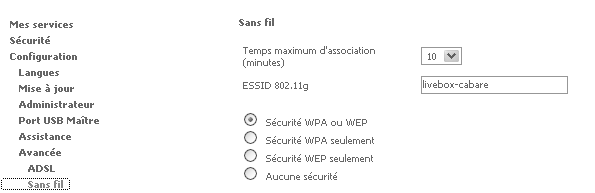 Mes services
Sécurité
Configuration
Langues
Mise à jour
Administrateur
Port USB Maître
Assistance
Avancée
ADSL
Sans fil
Sans fil
Temps maximum d'association
(minutes)
10
ESSID 802.11g
livebox-cabare
Sécurité WPA ou WEP
Sécurité WPA seulement
Sécurité WEP seulement
Aucune sécurité